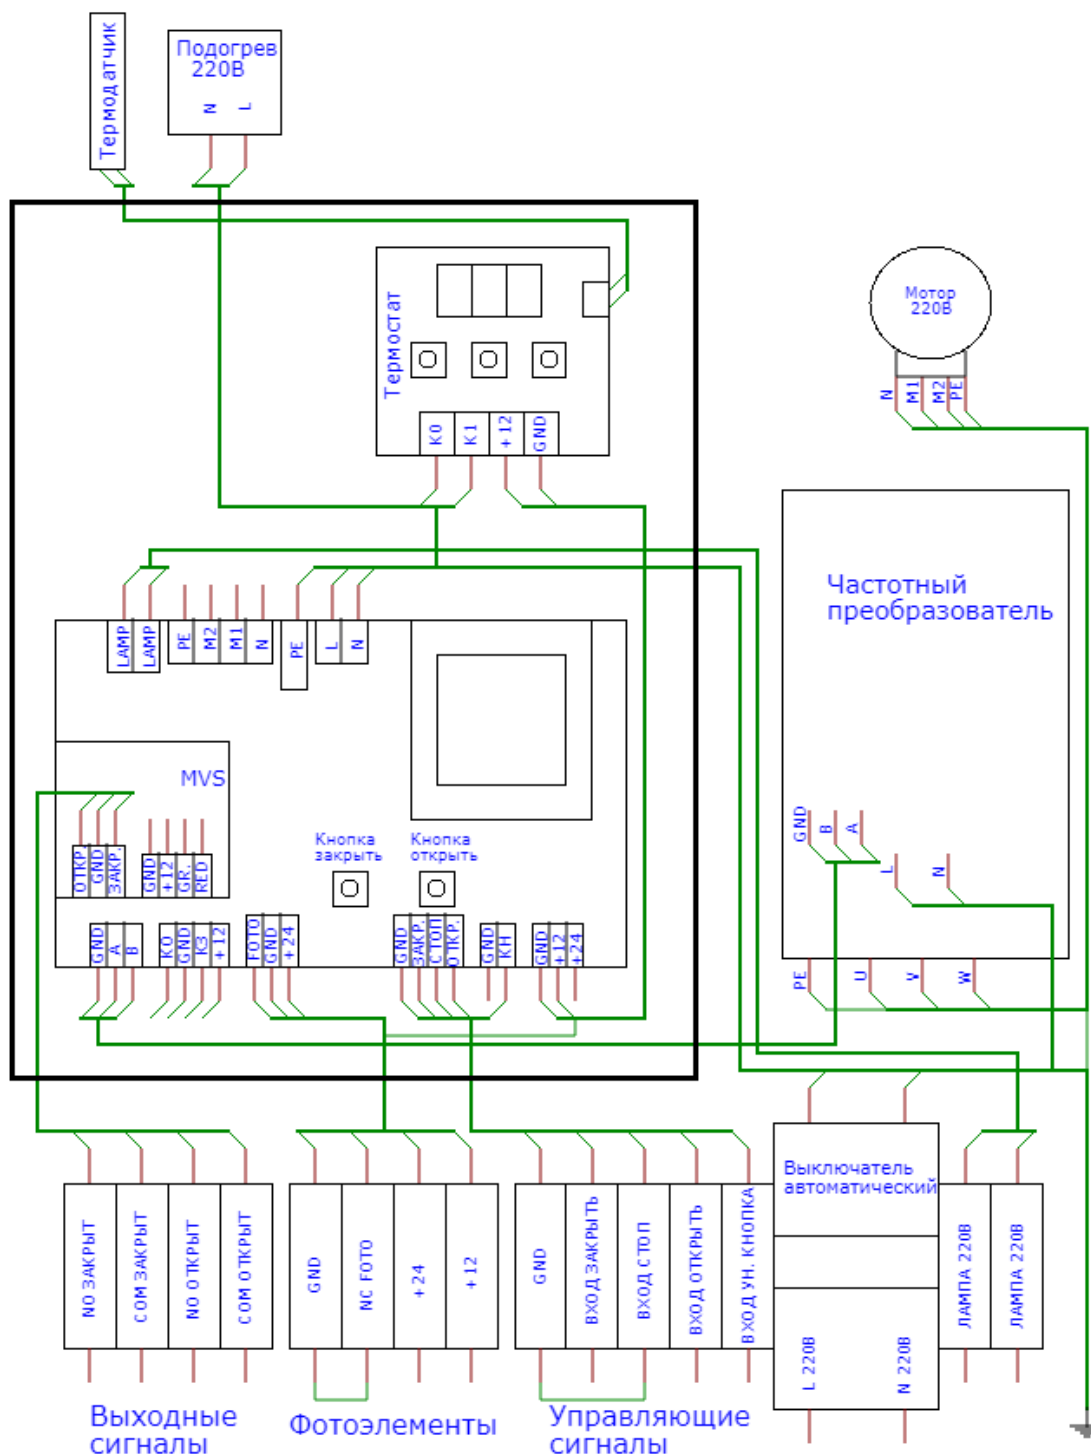 Термодатчик
Подогрев
220В
N
L
Термостат
K0
K1
+12
GND
Мотор
220В
N
M1
M2
PE
LAMP
LAMP
PE
M2
M1
N
PE
L
N
Частотный
преобразователь
GND
B
A
L
N
PE
U
V
W
MVS
ОТКР.
GND
ЗАКР.
GND
+12
GR.
RED
Кнопка
закрыть
Кнопка
открыть
GND
A
B
KO
GND
КЗ
+12
FOTO
GND
+24
GND
ЗАКР.
СТОП
ОТКР.
GND
КН
GND
+12
+24
NO ЗАКРЫТ
COM ЗАКРЫТ
NO ОТКРЫТ
COM ОТКРЫТ
GND
NC FOTO
+24
+12
GND
ВХОД ЗАКРЫТЬ
ВХОД СТОП
ВХОД ОТКРЫТЬ
ВХОД УН. КНОПКА
Выключатель
автоматический
L 220В
N 220В
ЛАМПА 220В
ЛАМПА 220В
Выходные
сигналы
Фотоэлементы
Управляющие
сигналы